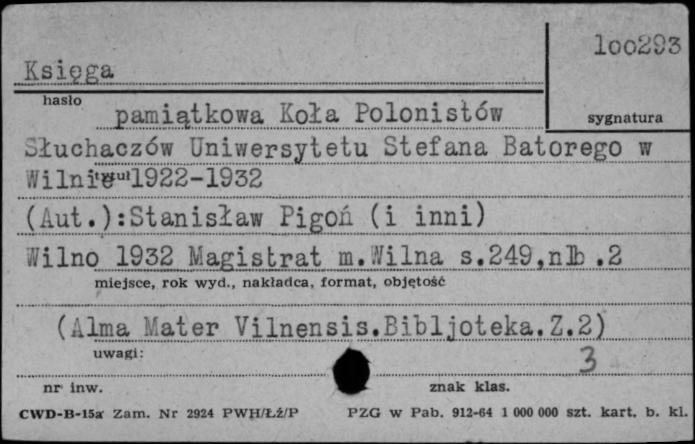 100293
Księga
hasło
pamiątkowa Koła Polonistów
sygnatura
Słuchaczów Uniwersytetu Stefana Batorego w
Wilnie 1922-1932
tytuł
(Aut.):Stanisław Pigoń (i inni)
Wilno 1932 Magistrat m.Wilna s.249,nlb .2
miejsce, rok wyd., nakładca, format, objętość
(Alma Mater Vilnensis.Bibljoteka.Z.2)
uwagi:
3
nr inw.
znak klas.
CWD-B-15a Zam. Nr 2924 PWH/Łź/P
PZG w Pab. 912-64 1 000 000 szt. kart. b. kl.